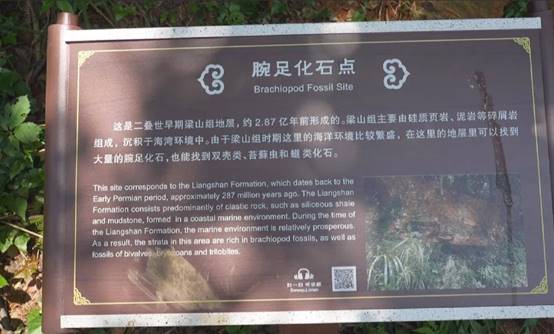 腕足化石点
Brachiopod Fossil Site
这是二叠世早期梁山组地层，约 2.87 亿年前形成的。梁山组主要由硅质页岩、泥岩等碎屑岩
组成，沉积于海湾环境中。由于梁山组时期这里的海洋环境比较繁盛，在这里的地层里可以找到
大量的腕足化石，也能找到双壳类、苔藓虫和 类化石。
This site corresponds to the Liangshan Formation, which dates back to the
Early Permian period, approximately 287 million years ago. The Liangshan
Formation consists predominantly of clastic rock, such as siliceous shale
and mudstone, formed in a coastal marine environment. During the time of
the Liangshan Formation, the marine environment is relatively prosperous.
As a result, the strata in this area are rich in brachiopod fossils, as well as
fossils of bivalves, bryozoans and trilobites.
扫一扫 听讲解